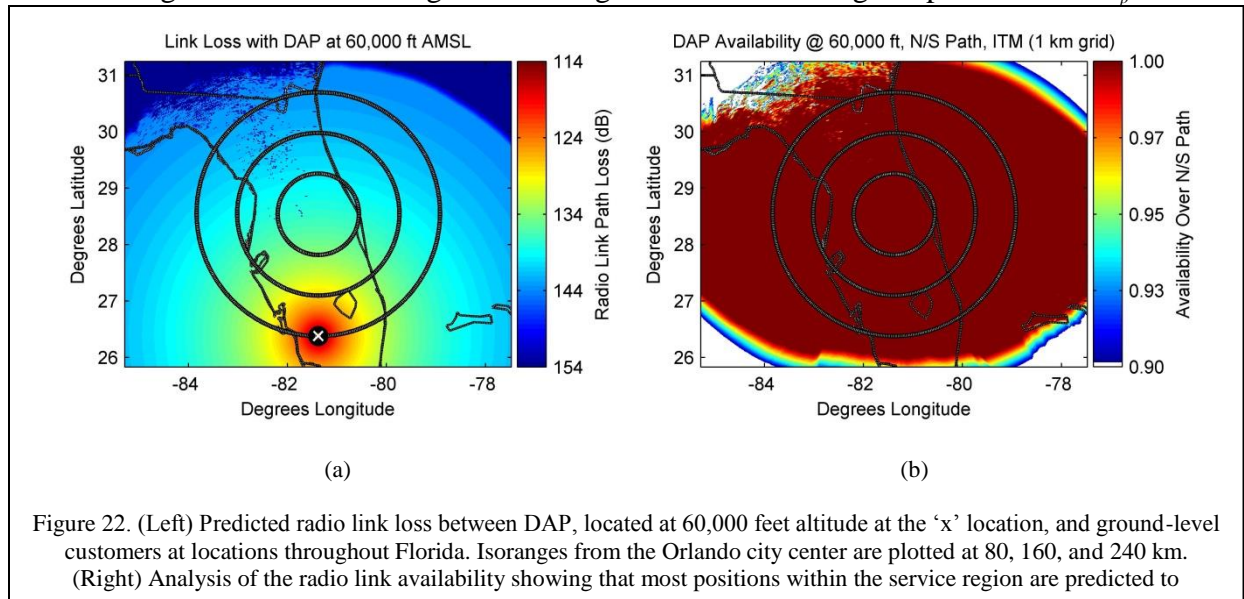 Link Loss with DAP at 60,000 ft AMSL
31
30
29
28
27
26
Degrees Latitude
-84
-82
-80
-78
Degrees Longitude
114
124
134
144
154
Radio Link Path Loss (dB)
(a)
DAP Availability @ 60,000 ft, N/S Path, ITM (1 km grid)
31
30
29
28
27
26
Degrees Latitude
-84
-82
-80
-78
Degrees Longitude
1.00
0.97
0.95
0.93
0.90
Availability Over N/S Path
(b)
Figure 22. (Left) Predicted radio link loss between DAP, located at 60,000 feet altitude at the ‘x’ location, and ground-level
customers at locations throughout Florida. Isoranges from the Orlando city center are plotted at 80, 160, and 240 km.
(Right) Analysis of the radio link availability showing that most positions within the service region are predicted to